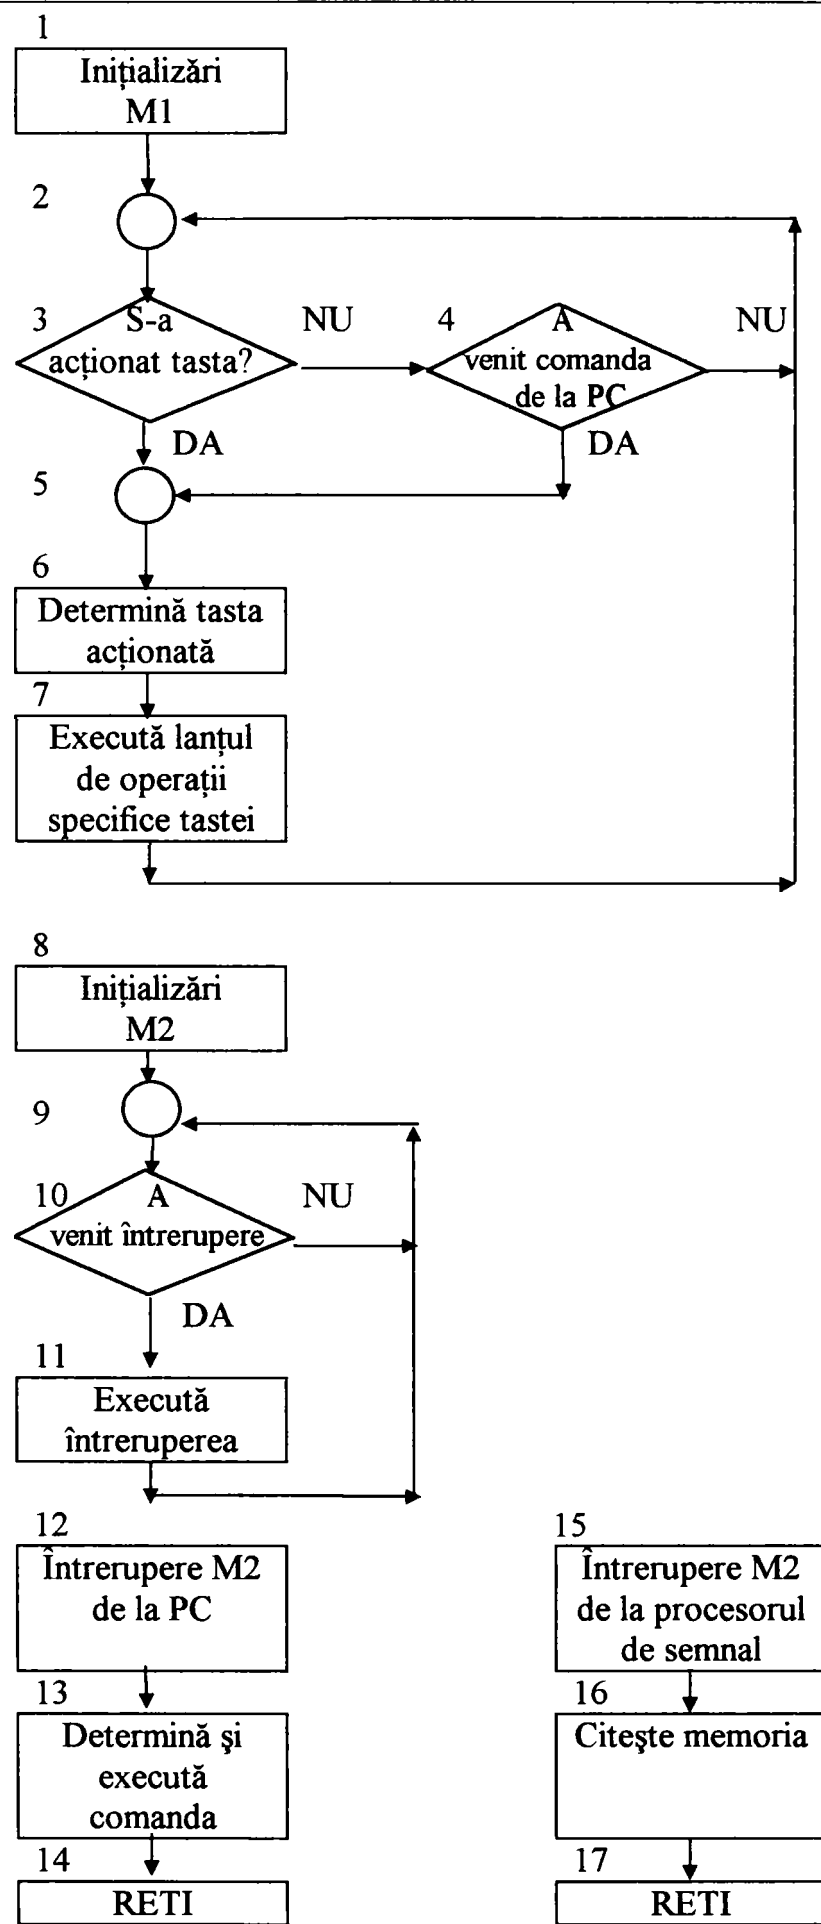 1
Inițializări
M1
2
3
S-a
acționat tasta?
NU
4
A
venit comanda
de la PC
NU
DA
DA
5
6
Determină tasta
acționată
7
Execută lanțul
de operații
specifice tastei
8
Inițializări
M2
9
10
A
venit întrerupere
NU
DA
11
Execută
întreruperea
12
Întrerupere M2
de la PC
13
Determină şi
execută
comanda
14
RETI
15
Întrerupere M2
de la procesorul
de semnal
16
Citeşte memoria
17
RETI